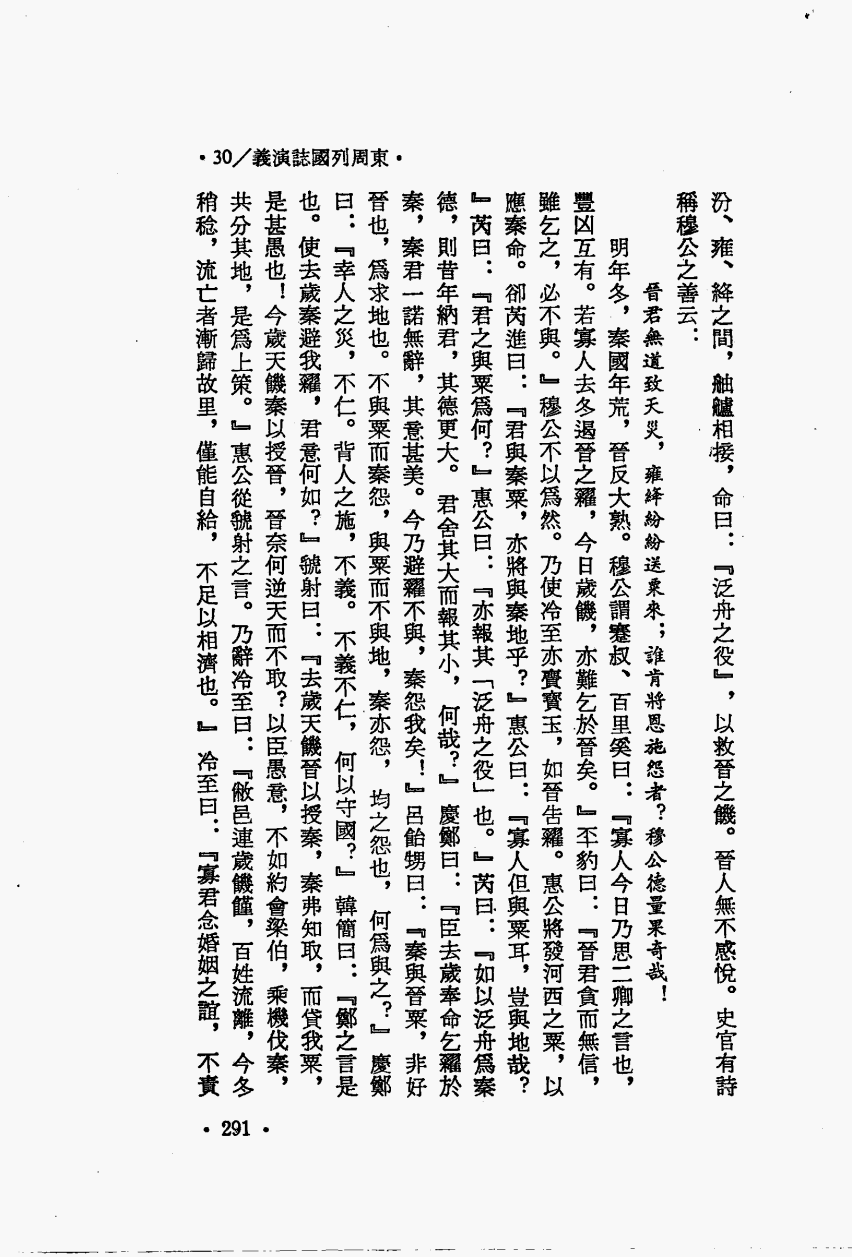 •30/義演誌國列周東•
汾、雍、絳之間，舳艫相接，命曰：『泛舟之役』，以救晉之饑。晉人無不感悅。史官有詩
稱穆公之善云：
晉君無道致天災，雍絳紛紛送粟來；誰肯將恩施怨者？穆公德量果奇哉！
明年冬，秦國年荒，晉反大熟。穆公謂蹇叔、百里奚曰：『寡人今日乃思二卿之言也，
豐凶互有。若寡人去冬遏晉之糴，今日歲饑，亦難乞於晉矣。』丕豹曰：『晉君貪而無信，
雖乞之，必不與。』穆公不以爲然。乃使冷至亦賷寶玉，如晉告糴。惠公將發河西之粟，以
應秦命。郤芮進曰：『君與秦粟，亦將與秦地乎？』惠公曰：『寡人但與粟耳，豈與地哉？
』芮曰：『君之與粟爲何？』惠公曰：『亦報其「泛舟之役」也。』芮曰：『如以泛舟爲秦
德，則昔年納君，其德更大。君舍其大而報其小，何哉？』慶鄭曰：『臣去歲奉命乞糴於
秦，秦君一諾無辭，其意甚美。今乃避糴不與，秦怨我矣！』呂飴甥曰：『秦與晉粟，非好
晉也，爲求地也。不與粟而秦怨，與粟而不與地，秦亦怨，均之怨也，何爲與之？』慶鄭
曰：『幸人之災，不仁。背人之施，不義。不義不仁，何以守國？』韓簡曰：『鄭之言是
也。使去歲秦避我糴，君意何如？』虢射曰：『去歲天饑晉以授秦，秦弗知取，而貸我粟，
是甚愚也！今歲天饑秦以授晉，晉奈何逆天而不取？以臣愚意，不如約會梁伯，乘機伐秦，
共分其地，是爲上策。』惠公從虢射之言。乃辭冷至曰：『敝邑連歲饑饉，百姓流離，今冬
稍稔，流亡者漸歸故里，僅能自給，不足以相濟也。』冷至曰：『寡君念婚姻之誼，不責
•291•